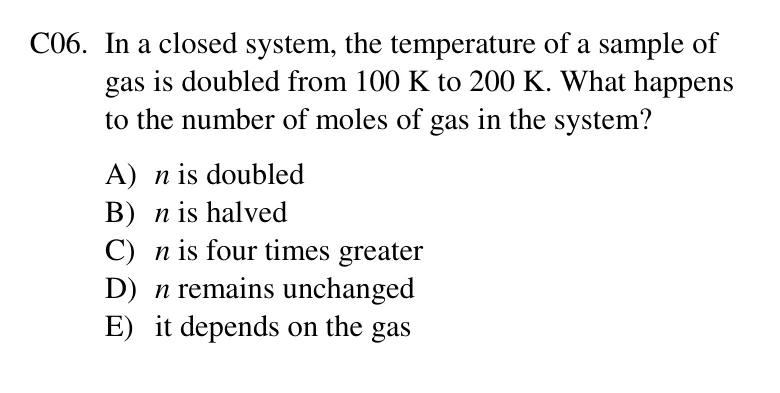 C06. In a closed system, the temperature of a sample of
gas is doubled from 100 K to 200 K. What happens
to the number of moles of gas in the system?
A) n is doubled
B) n is halved
C) n is four times greater
D) n remains unchanged
E) it depends on the gas